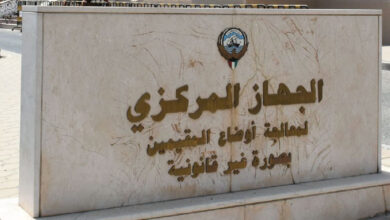 الجهاز المركزي
لمعالجة أوضاع المقيمين
بصورة غير قانونية